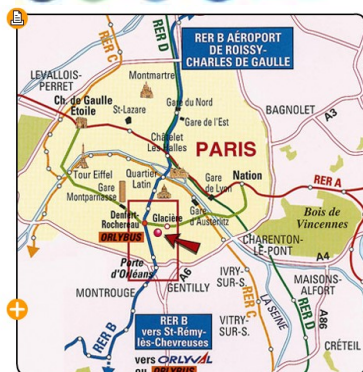 RER C
RER D
RER B AÉROPORT
DE ROISSY-
CHARLES DE GAULLE
LEVALLOIS-
PERRET
Montmartre
Ch. de Gaulle
Étoile
St-Lazare
Gare du Nord
Gare de l'Est
BAGNOLET
A3
Châtelet
Les Halles
PARIS
Tour Eiffel
Quartier
Latin
Gare
de Lyon
Nation
RER A
Gare
Montparnasse
Denfert-
Rochereau
ORLYBUS
Glacière
Gare
d'Austerlitz
Bois de
Vincennes
CHARENTON-
LE-PONT
Porte
d'Orléans
A6
A4
MONTROUGE
GENTILLY
IVRY-
SUR-S.
RER C
LA SEINE
RER D
MAISONS-
ALFORT
A86
RER B
RER B
vers St-Rémy-
lès-Chevreuses
VITRY-
SUR-S.
CRÉTEIL
vers ORLYVAL
ou ORLYBUS